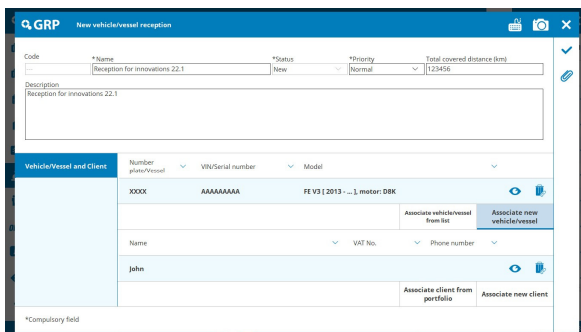 GRP New vehicle/vessel reception
Code *Name *Status *Priority Total covered distance (km)
... Reception for innovations 22.1 New Normal 123456
Description
Reception for innovations 22.1
Vehicle/Vessel and Client
Number plate/Vessel VIN/Serial number Model
XXXX AAAAAAAAA FE V3 [ 2013 - ... ], motor: D8K
Associate vehicle/vessel from list
Associate new vehicle/vessel
Name VAT No. Phone number
John
Associate client from portfolio
Associate new client
*Compulsory field